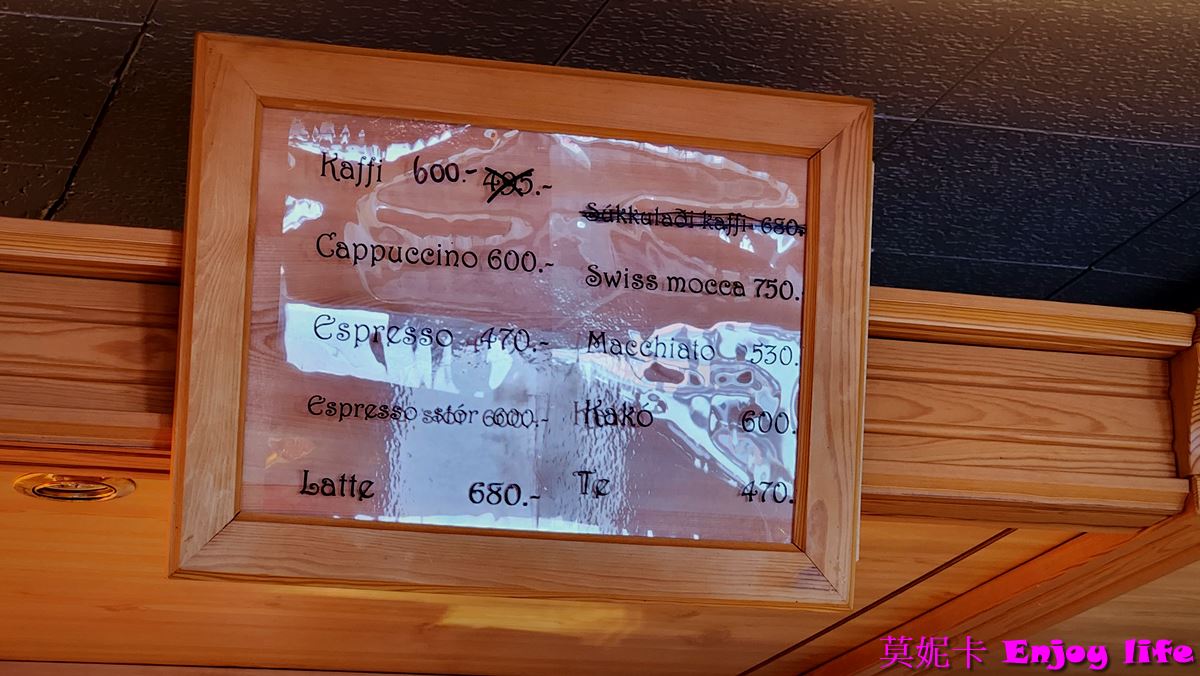 Kaffi 600.- 495.-
Cappuccino 600.-
Espresso 470.-
Espresso stór 600.-
Latte 680.-
Súkkulaði kaffi 680.
Swiss mocca 750.
Macchiato 530.
Kakó 600.
Te 470.
莫妮卡 Enjoy life